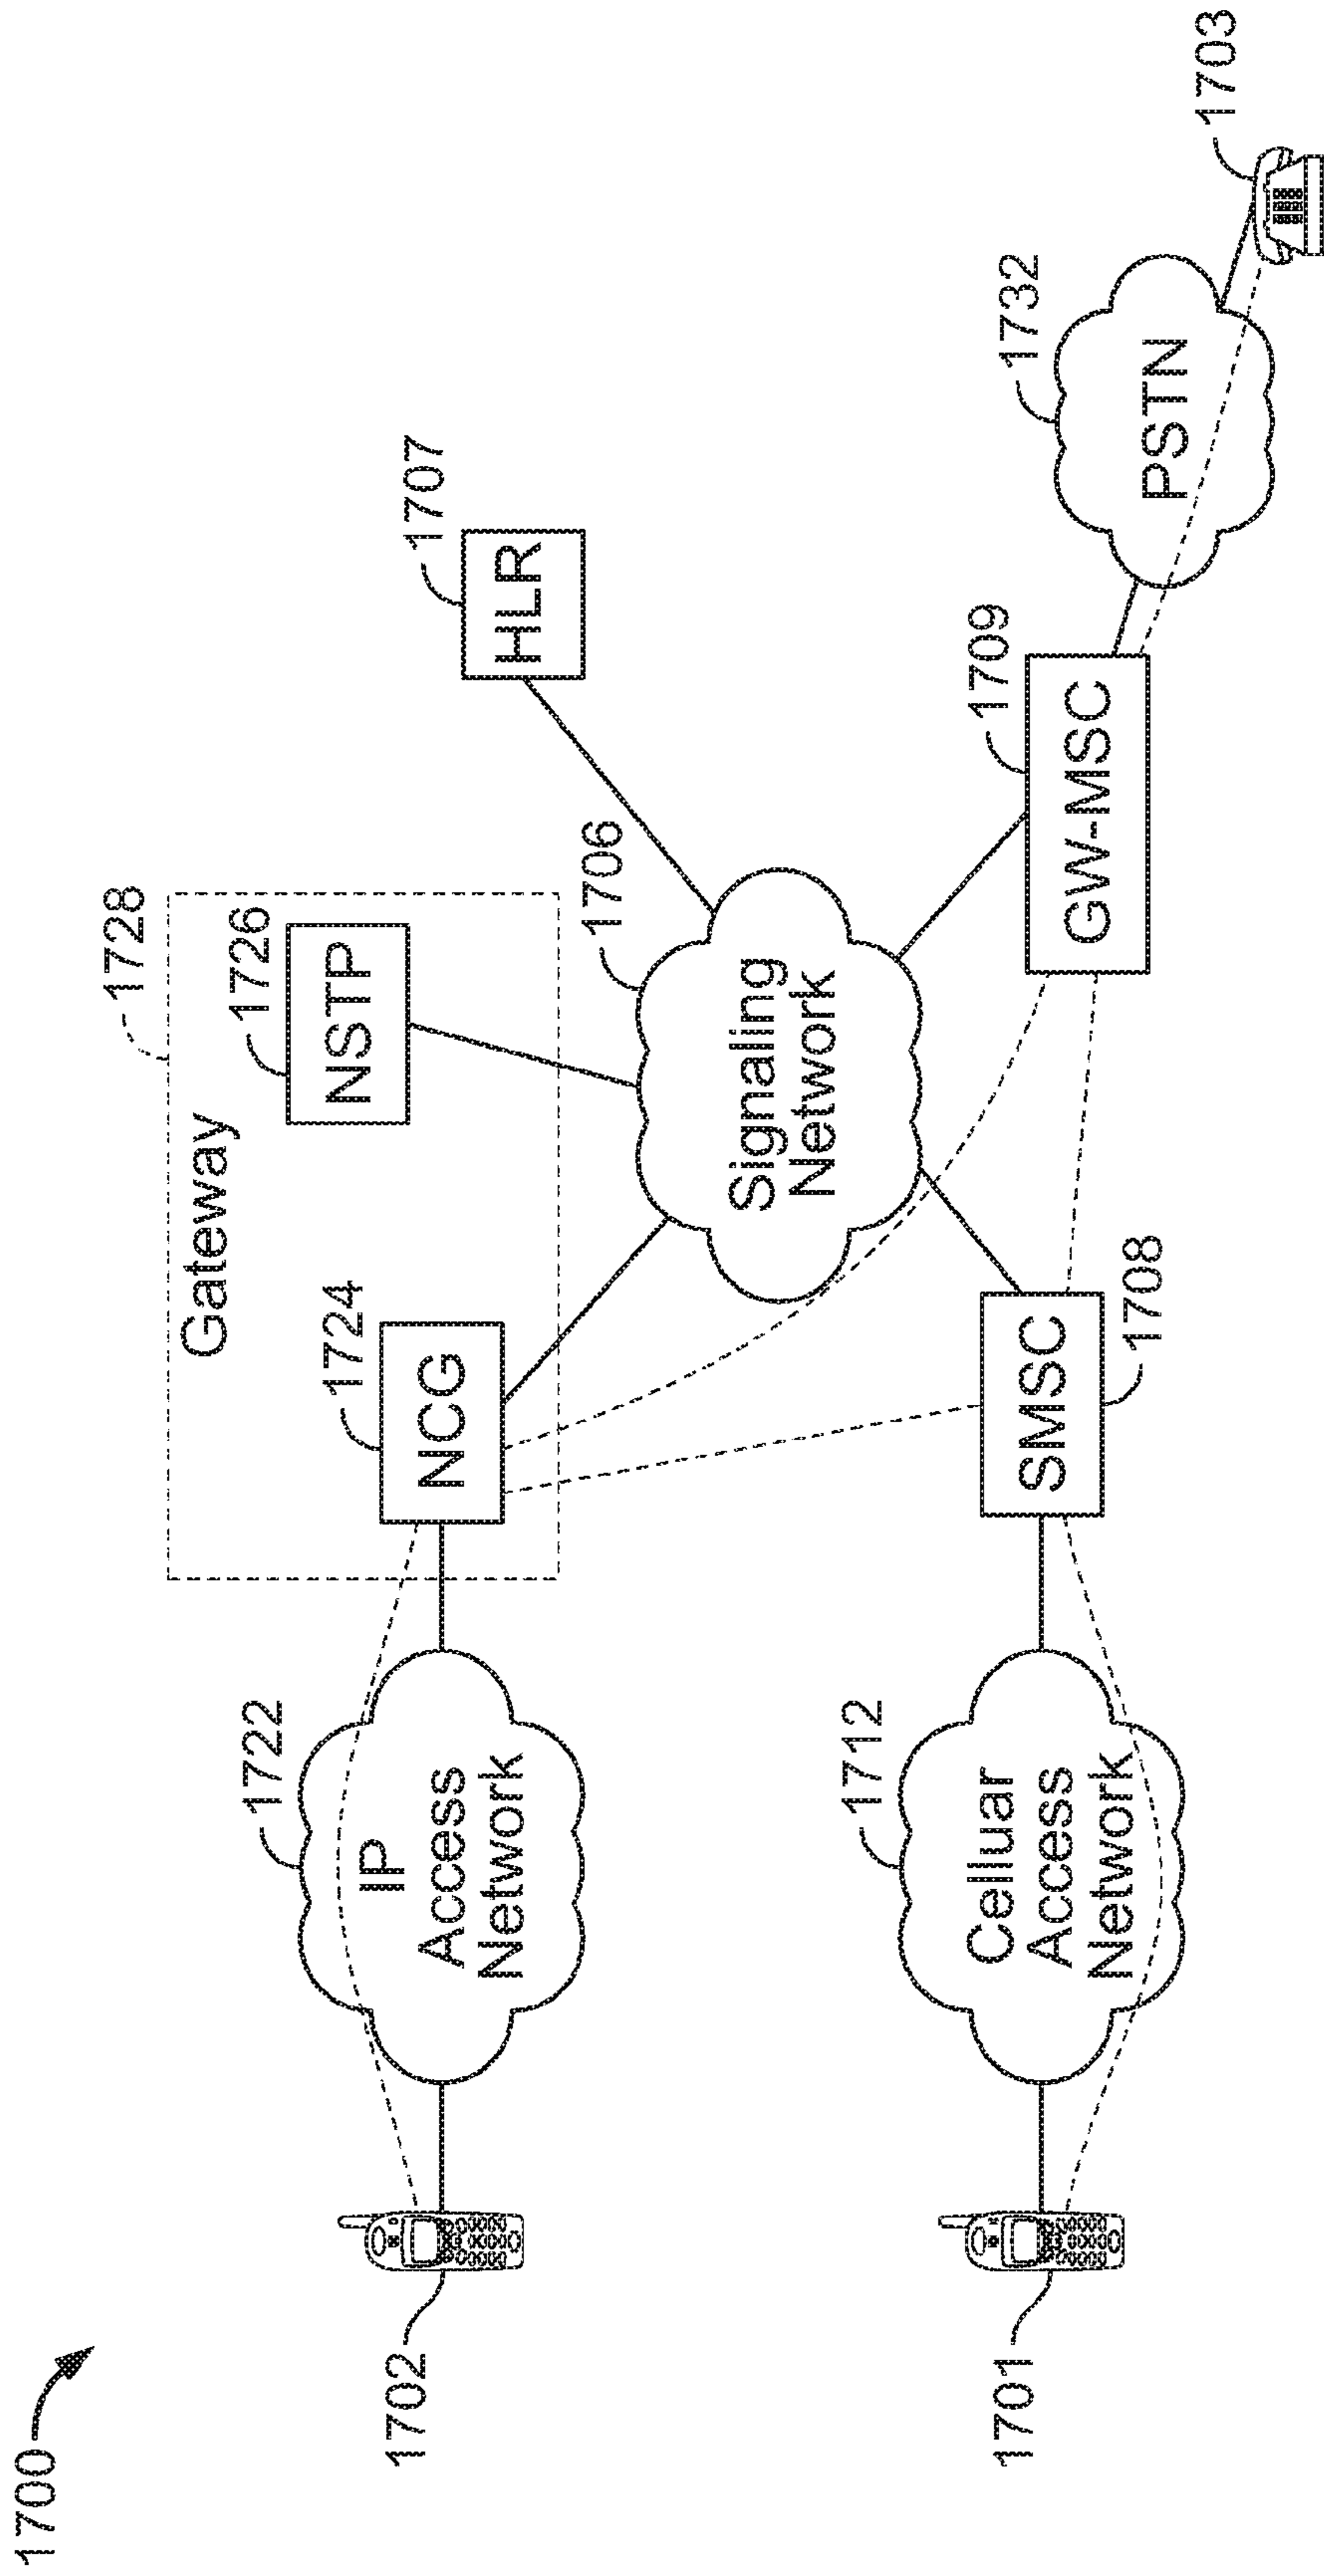 1700
1728
Gateway
1726
NSTP
1724
NCG
1707
HLR
1722
IP
Access
Network
1702
1706
Signaling
Network
1732
PSTN
1703
1709
GW-MSC
1712
Celluar
Access
Network
SMSC
1708
1701